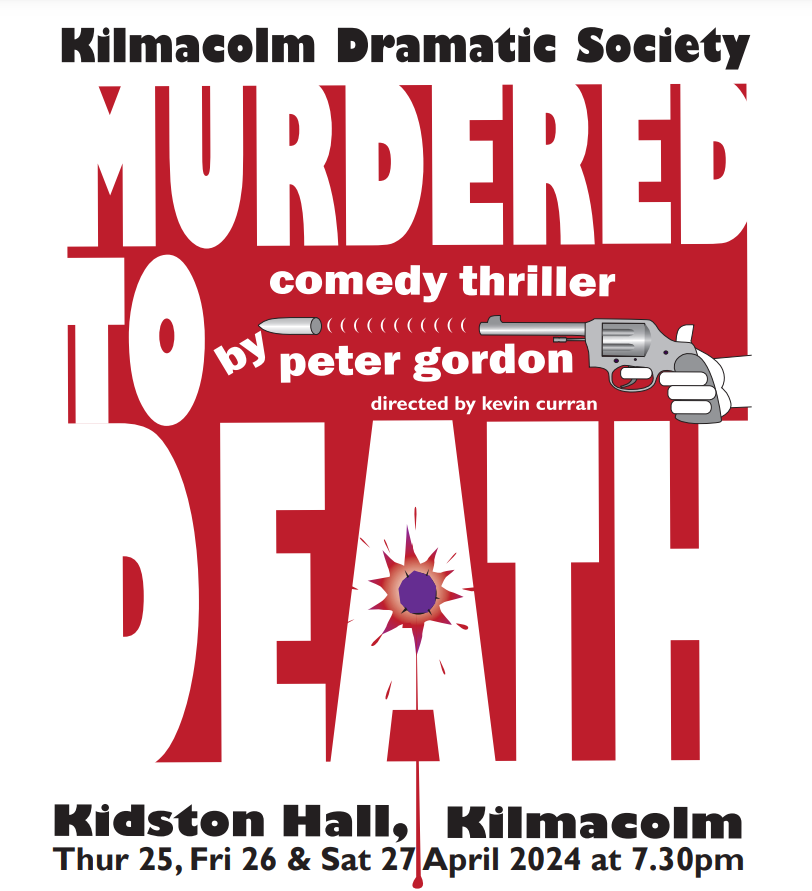 Kilmacolm Dramatic Society
MURDERED
TO
comedy thriller
by peter gordon
directed by kevin curran
DEATH
Kidston Hall, Kilmacolm
Thur 25, Fri 26 & Sat 27 April 2024 at 7.30pm